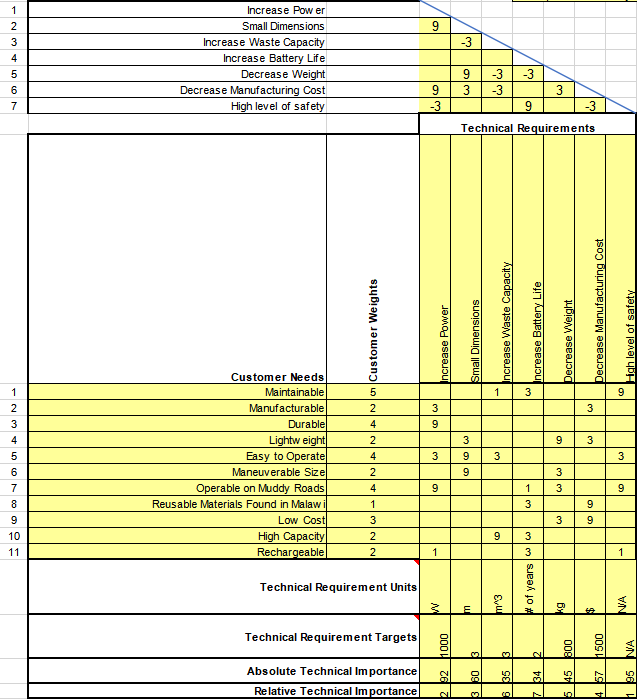 1 Increase Power
2 Small Dimensions 9
3 Increase Waste Capacity -3
4 Increase Battery Life
5 Decrease Weight 9 -3 -3
6 Decrease Manufacturing Cost 9 3 -3 3
7 High level of safety -3 9 -3
Technical Requirements
Customer Needs
Customer Weights
Increase Power
Small Dimensions
Increase Waste Capacity
Increase Battery Life
Decrease Weight
Decrease Manufacturing Cost
High level of safety
1 Maintainable 5 1 3 9
2 Manufacturable 2 3 3
3 Durable 4 9
4 Lightweight 2 3 9 3
5 Easy to Operate 4 3 9 3 3
6 Maneuverable Size 2 9 3
7 Operable on Muddy Roads 4 9 1 3 9
8 Reusable Materials Found in Malawi 1 3 9
9 Low Cost 3 3 9
10 High Capacity 2 9 3
11 Rechargeable 2 1 3 1
Technical Requirement Units W m m^3 # of years kg $ N/A
Technical Requirement Targets 1000 3 3 2 800 1500 N/A
Absolute Technical Importance 92 60 35 34 45 57 95
Relative Technical Importance 2 3 6 7 5 4 1